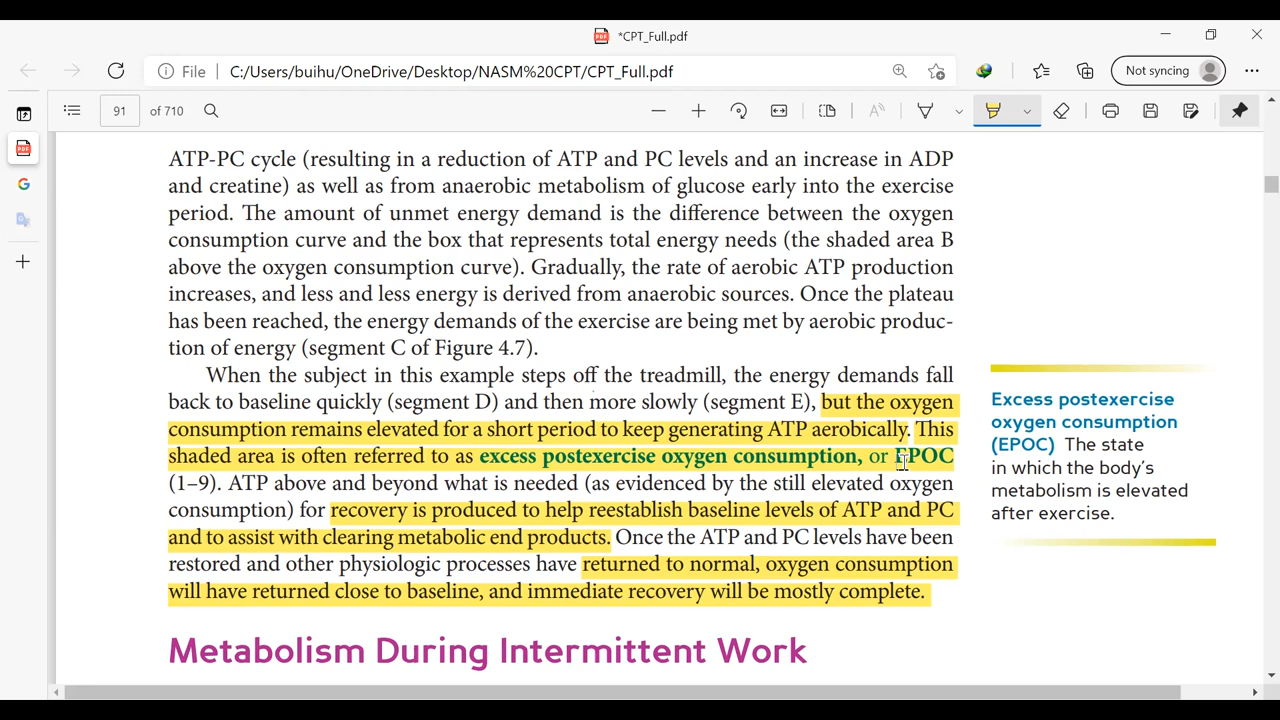 *CPT_Full.pdf
File
C:/Users/buihu/OneDrive/Desktop/NASM%20CPT/CPT_Full.pdf
Not syncing
91 of 710
ATP-PC cycle (resulting in a reduction of ATP and PC levels and an increase in ADP
and creatine) as well as from anaerobic metabolism of glucose early into the exercise
period. The amount of unmet energy demand is the difference between the oxygen
consumption curve and the box that represents total energy needs (the shaded area B
above the oxygen consumption curve). Gradually, the rate of aerobic ATP production
increases, and less and less energy is derived from anaerobic sources. Once the plateau
has been reached, the energy demands of the exercise are being met by aerobic produc-
tion of energy (segment C of Figure 4.7).
When the subject in this example steps off the treadmill, the energy demands fall
back to baseline quickly (segment D) and then more slowly (segment E), but the oxygen
consumption remains elevated for a short period to keep generating ATP aerobically. This
shaded area is often referred to as excess postexercise oxygen consumption, or EPOC
(1–9). ATP above and beyond what is needed (as evidenced by the still elevated oxygen
consumption) for recovery is produced to help reestablish baseline levels of ATP and PC
and to assist with clearing metabolic end products. Once the ATP and PC levels have been
restored and other physiologic processes have returned to normal, oxygen consumption
will have returned close to baseline, and immediate recovery will be mostly complete.
Excess postexercise
oxygen consumption
(EPOC) The state
in which the body's
metabolism is elevated
after exercise.
Metabolism During Intermittent Work